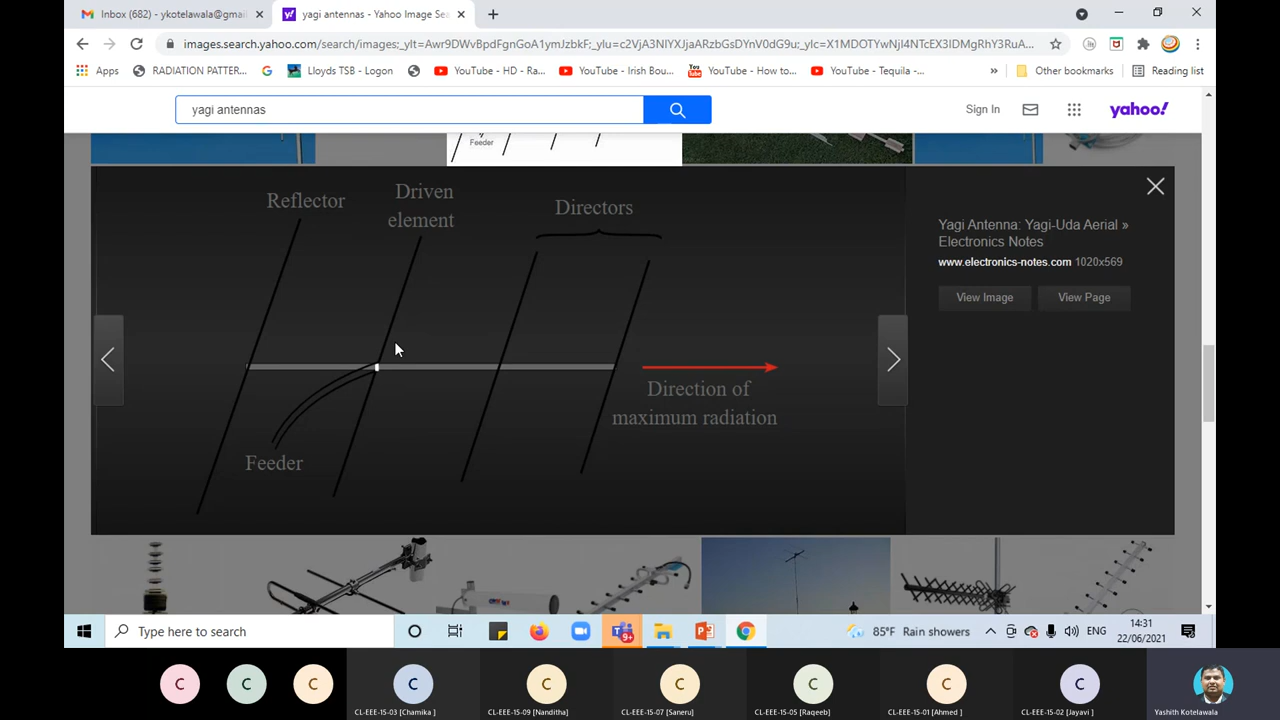 Inbox (682) - ykotelawala@gmail
yagi antennas - Yahoo Image Sea
images.search.yahoo.com/search/images;_ylt=Awr9DWvBpdFgnGoA1ymJzbkF;_ylu=c2VjA3NlYXJjaARzbGsDYnV0dG9u;_ylc=X1MDOTYwNjI4NTcEX3IDMgRhY3RuA...
Apps
RADIATION PATTER...
Lloyds TSB - Logon
YouTube - HD - Ra...
YouTube - Irish Bou...
YouTube - How to...
YouTube - Tequila -...
»
Other bookmarks
Reading list
yagi antennas
Sign In
yahoo!
Feeder
Reflector
Driven
element
Directors
Feeder
Direction of
maximum radiation
Yagi Antenna: Yagi-Uda Aerial »
Electronics Notes
www.electronics-notes.com 1020x569
View Image
View Page
Type here to search
9+
85°F Rain showers
ENG
14:31
22/06/2021
C
C
C
C
C
C
C
C
C
CL-EEE-15-03 [Chamika ]
CL-EEE-15-09 [Nanditha]
CL-EEE-15-07 [Saneru]
CL-EEE-15-05 [Raqeeb]
CL-EEE-15-01 [Ahmed ]
CL-EEE-15-02 [Jayavi ]
Yashith Kotelawala